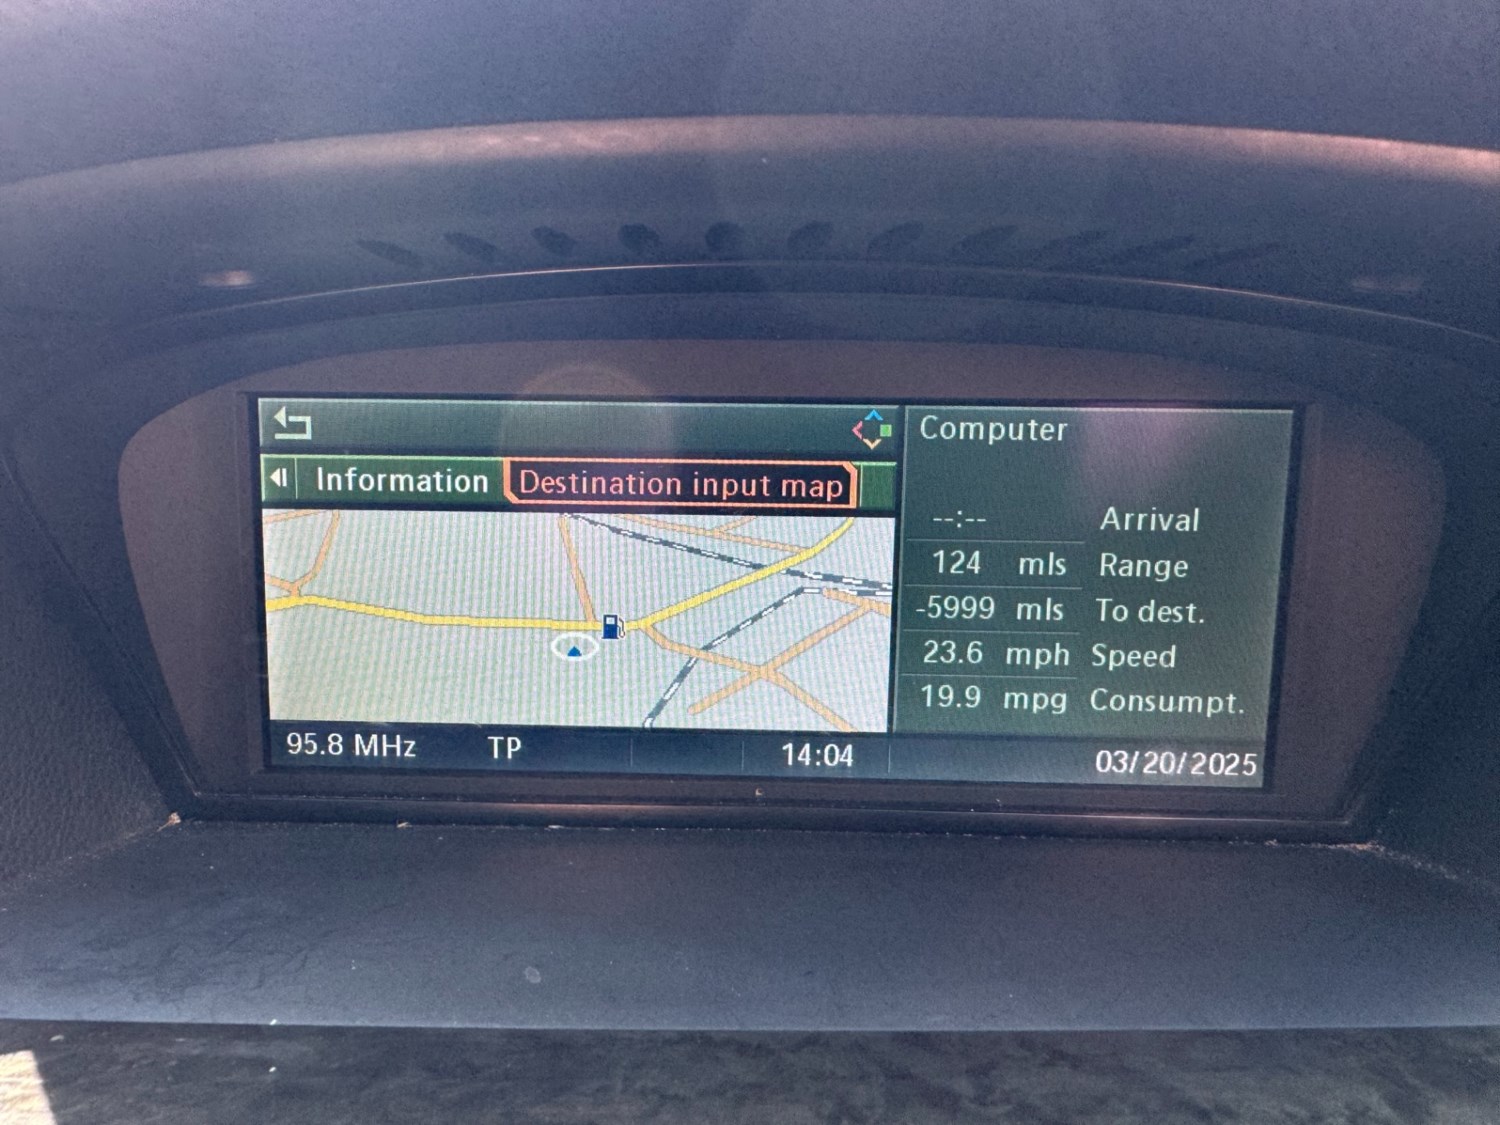 Computer
Information Destination input map
--:-- Arrival
124 mls Range
-5999 mls To dest.
23.6 mph Speed
19.9 mpg Consumpt.
95.8 MHz TP 14:04 03/20/2025